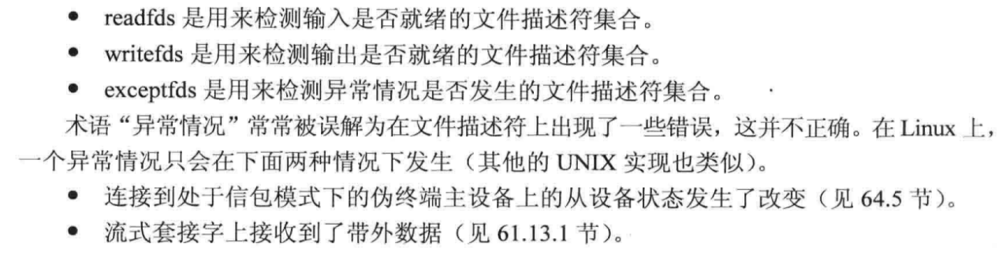 ● readfds 是用来检测输入是否就绪的文件描述符集合。
● writefds 是用来检测输出是否就绪的文件描述符集合。
● exceptfds 是用来检测异常情况是否发生的文件描述符集合。
术语“异常情况”常常被误解为在文件描述符上出现了一些错误，这并不正确。在 Linux 上，
一个异常情况只会在下面两种情况下发生（其他的 UNIX 实现也类似）。
● 连接到处于信包模式下的伪终端主设备上的从设备状态发生了改变（见 64.5 节）。
● 流式套接字上接收到了带外数据（见 61.13.1 节）。